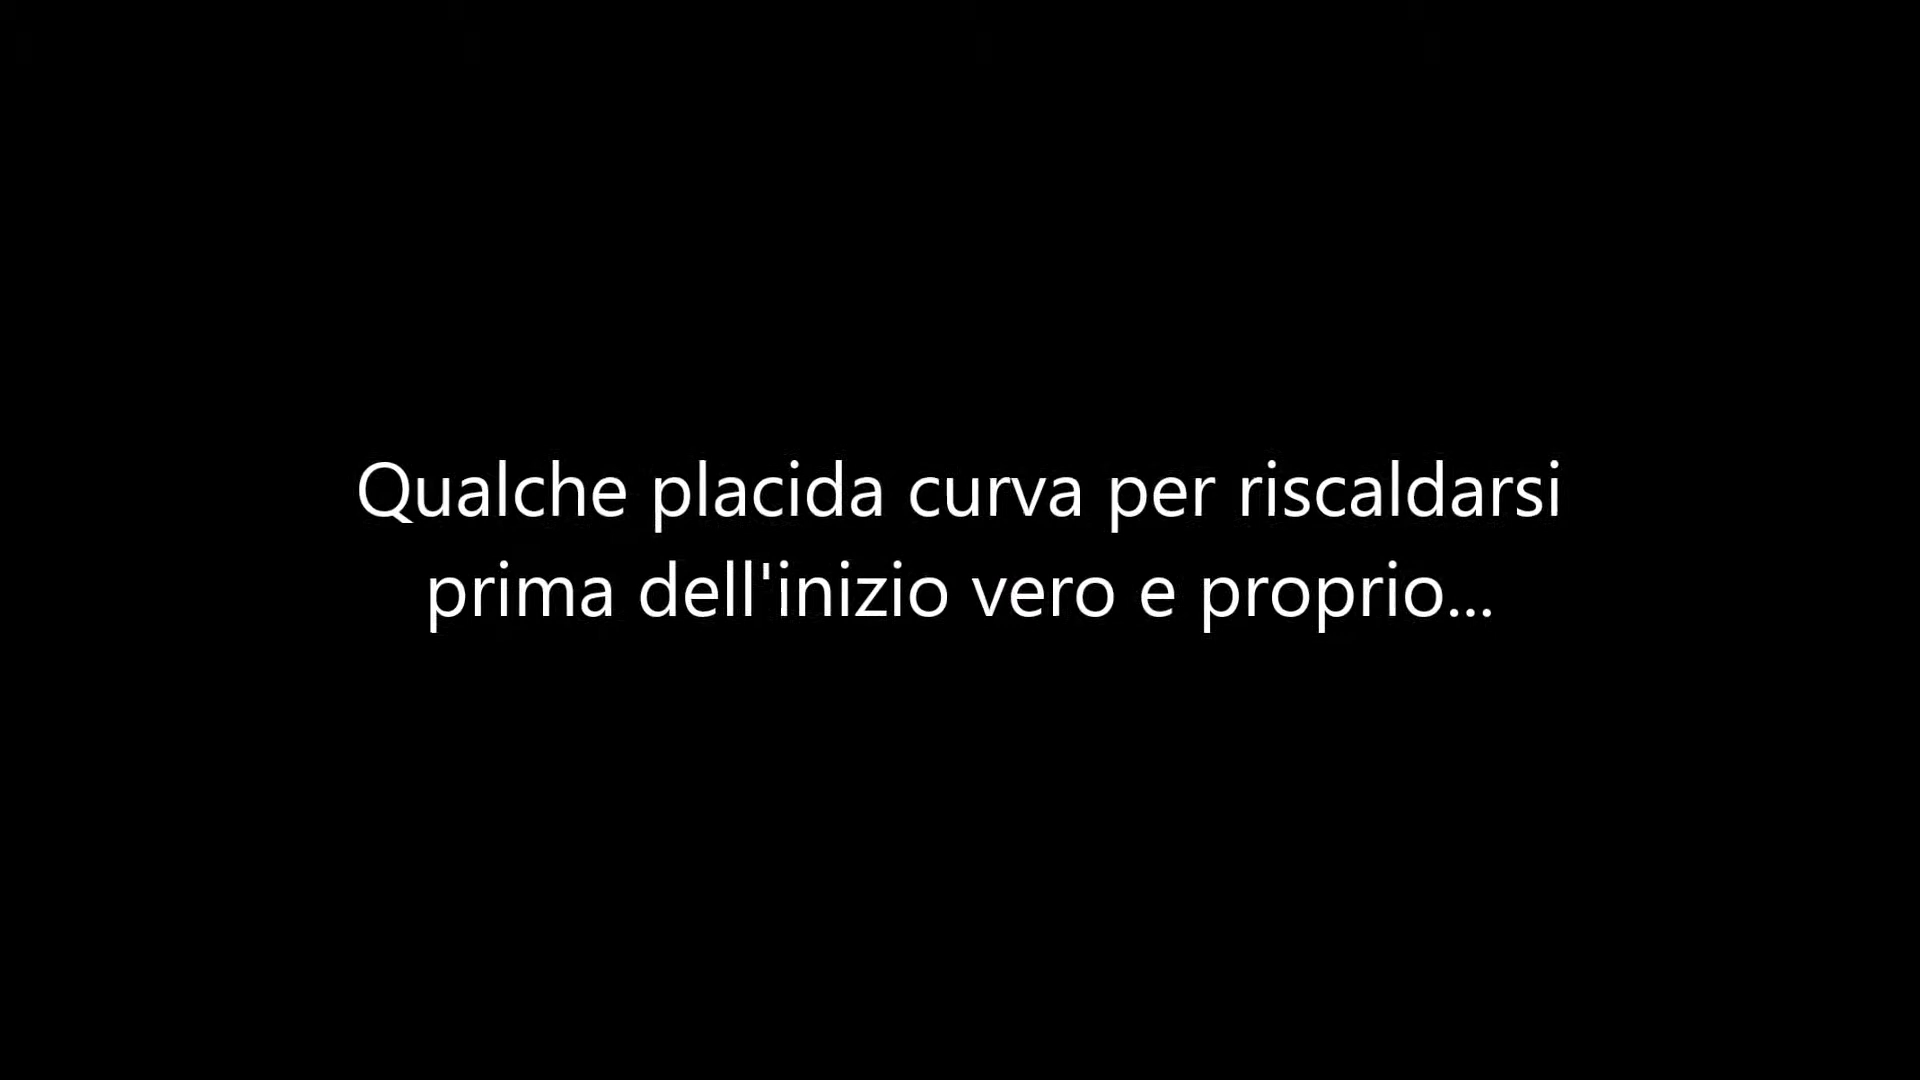 Qualche placida curva per riscaldarsi
prima dell'inizio vero e proprio...